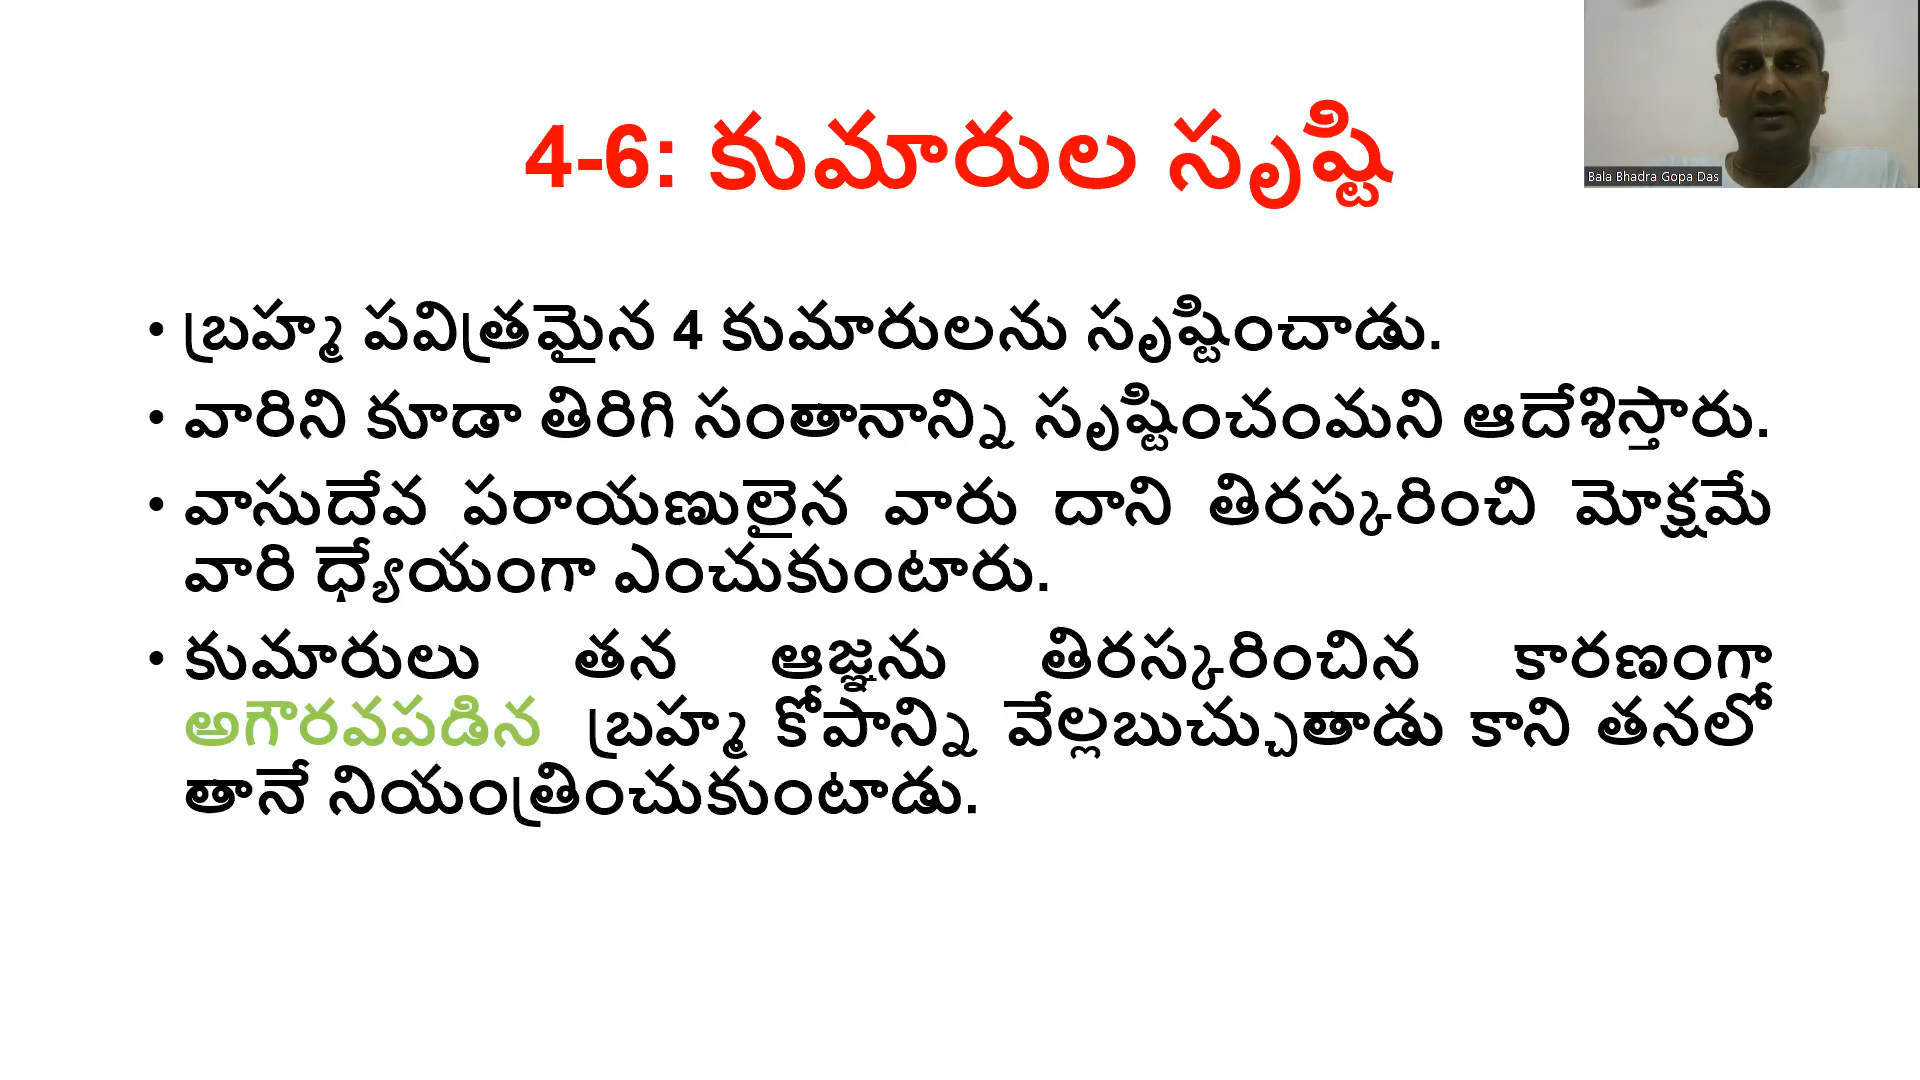 4-6: కుమారుల సృష్టి
Bala Bhadra Gopa Das
• బ్రహ్మ పవిత్రమైన 4 కుమారులను సృష్టించాడు.
• వారిని కూడా తిరిగి సంతానాన్ని సృష్టించంమని ఆదేశిస్తారు.
• వాసుదేవ పరాయణులైన వారు దాని తిరస్కరించి మోక్షమే
వారి ధ్యేయంగా ఎంచుకుంటారు.
• కుమారులు తన ఆజ్ఞను తిరస్కరించిన కారణంగా
అగౌరవపడిన బ్రహ్మ కోపాన్ని వేల్లబుచ్చుతాడు కాని తనలో
తానే నియంత్రించుకుంటాడు.